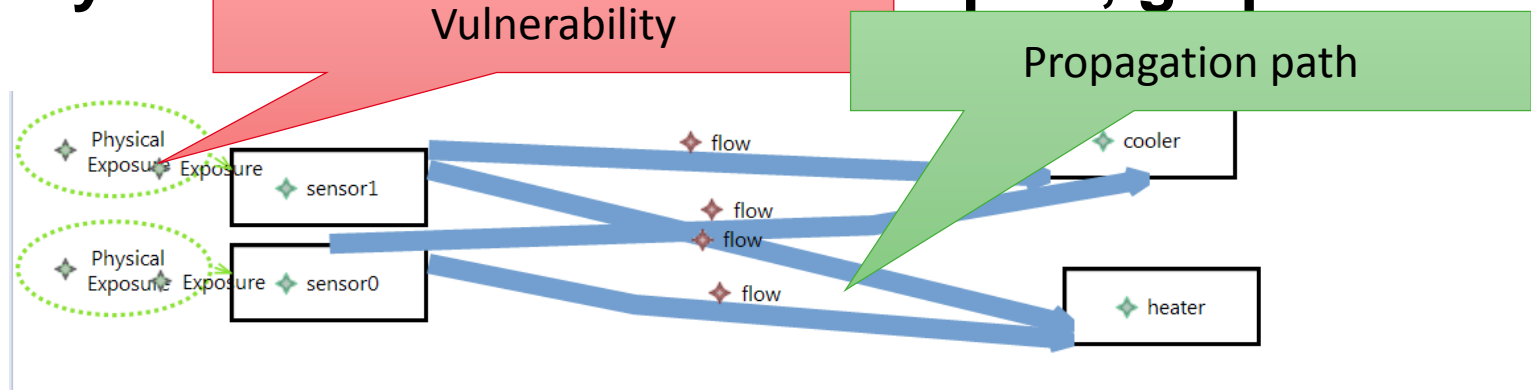 Vulnerability
Propagation path
Physical
Exposure
Exposure
sensor1
Physical
Exposure
Exposure
sensor0
flow
flow
flow
flow
cooler
heater